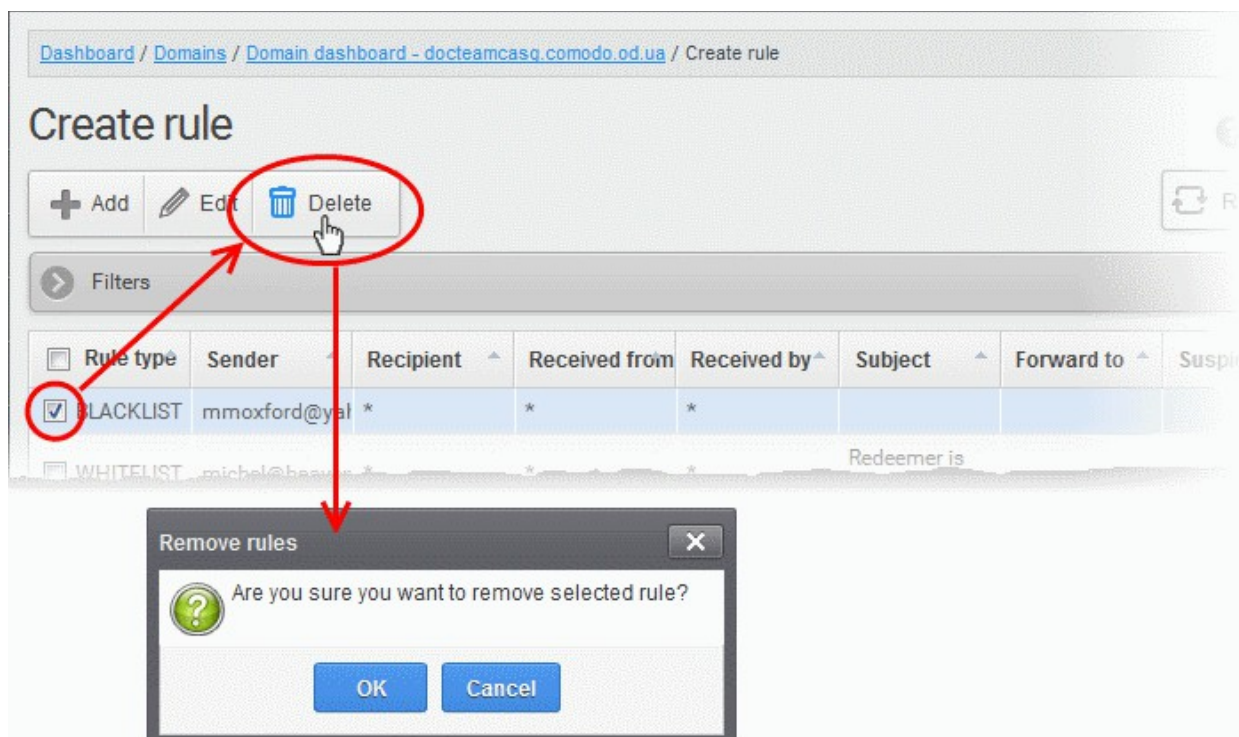 Dashboard / Domains / Domain dashboard - docteamcasg.comodo.od.ua / Create rule
Create rule
Add Edit Delete
Filters
Rule type Sender Recipient Received from Received by Subject Forward to
BLACKLIST mmoxford@yah * * *
WHITELIST * * * Redeemer is
Remove rules
Are you sure you want to remove selected rule?
OK Cancel